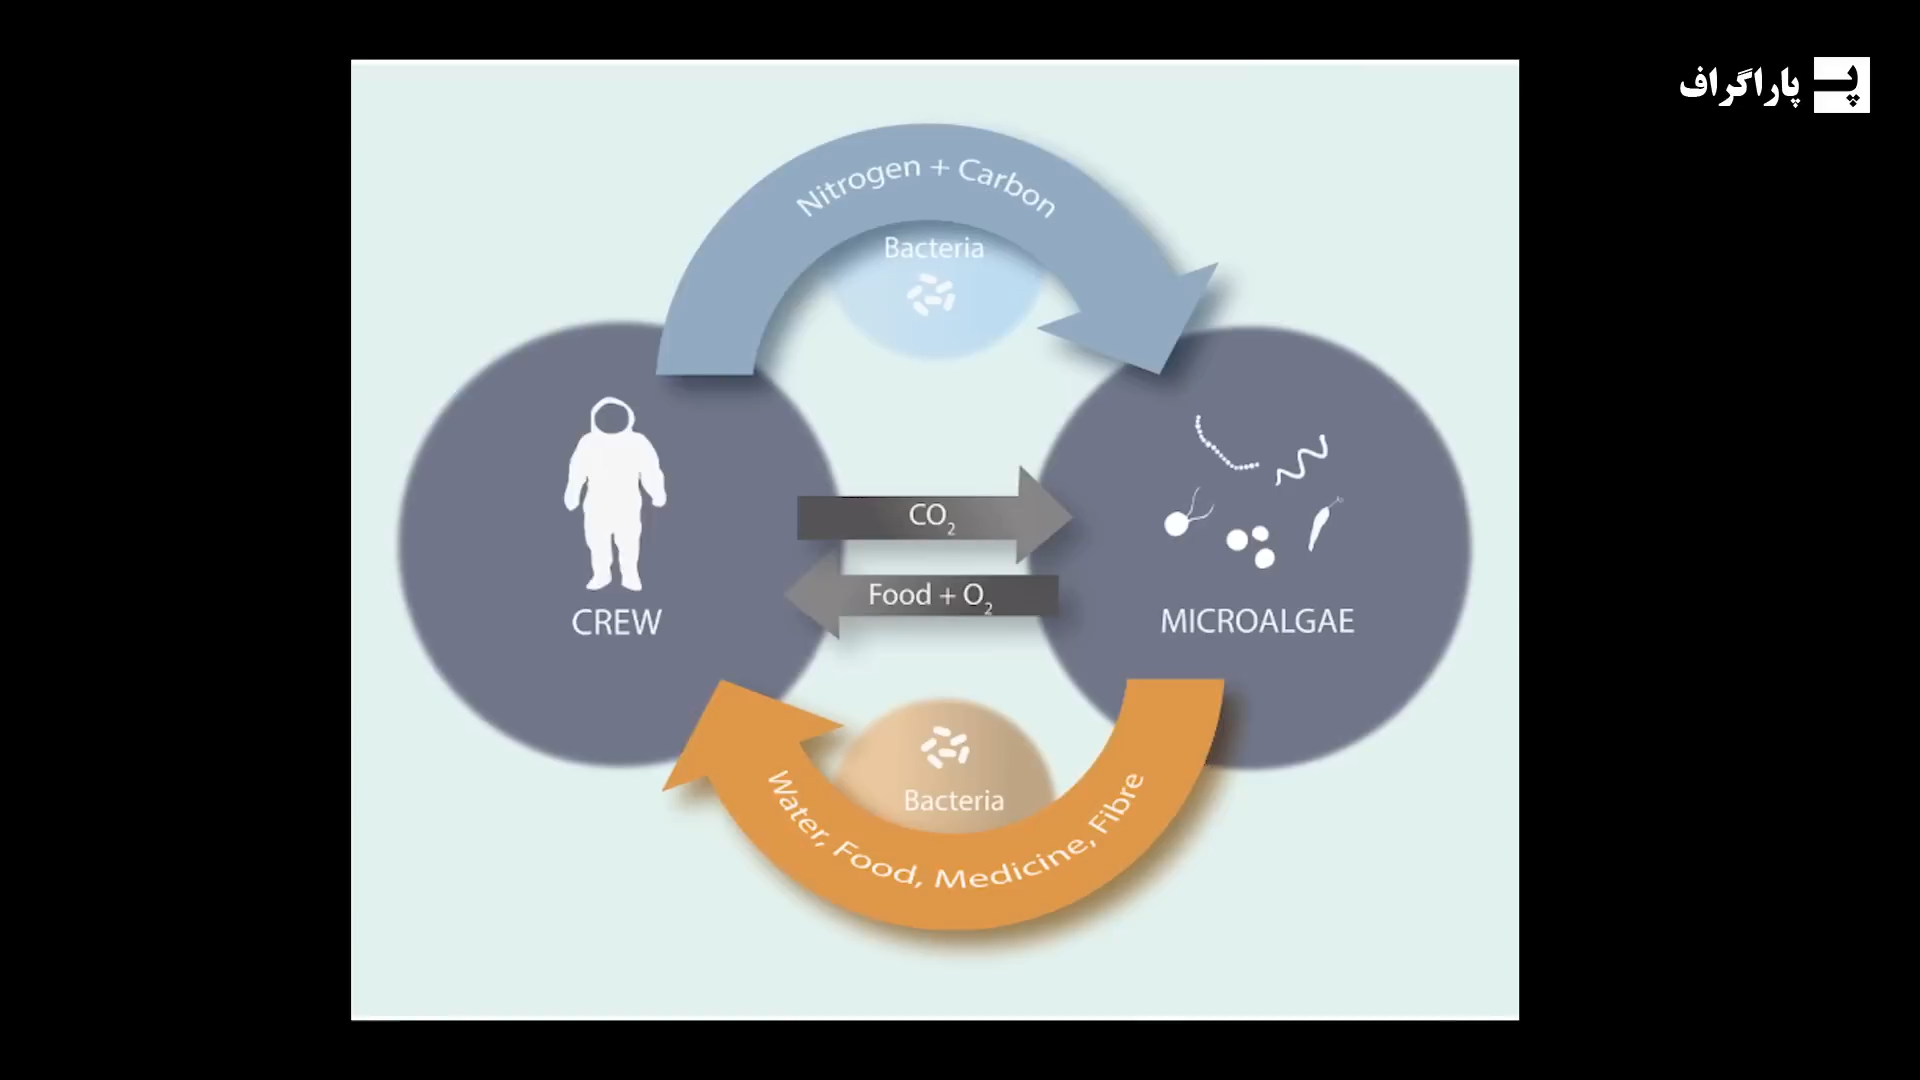 پاراگراف
Nitrogen + Carbon
Bacteria
CO₂
Food + O₂
CREW
MICROALGAE
Bacteria
Water, Food, Medicine, Fibre